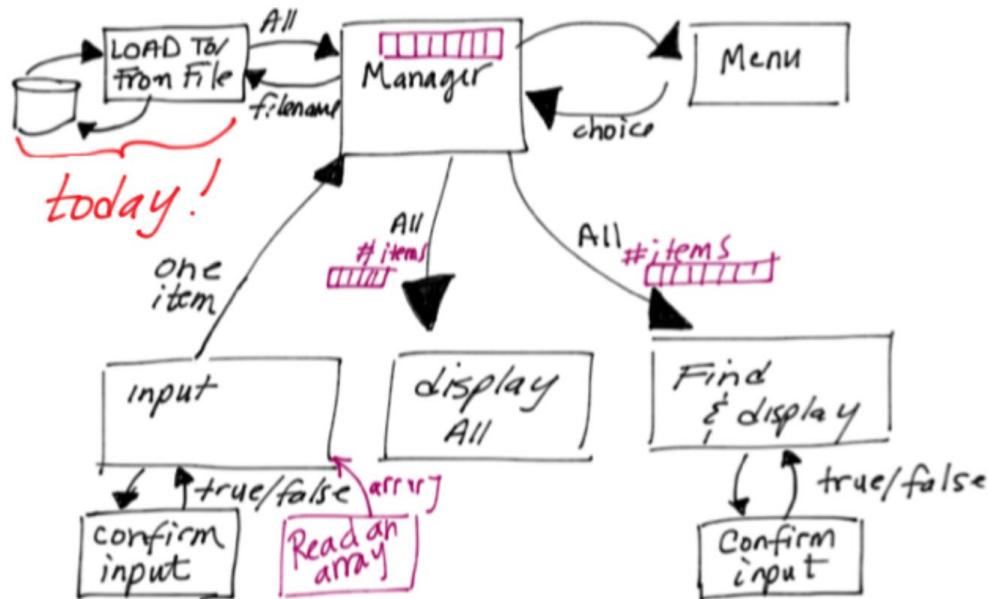 LOAD TO/
From File
All
filename
Manager
Menu
choice
today!
one
item
All
# items
All
# items
input
display
All
Find
& display
true/false
array
true/false
Confirm
input
Read an
array
Confirm
input